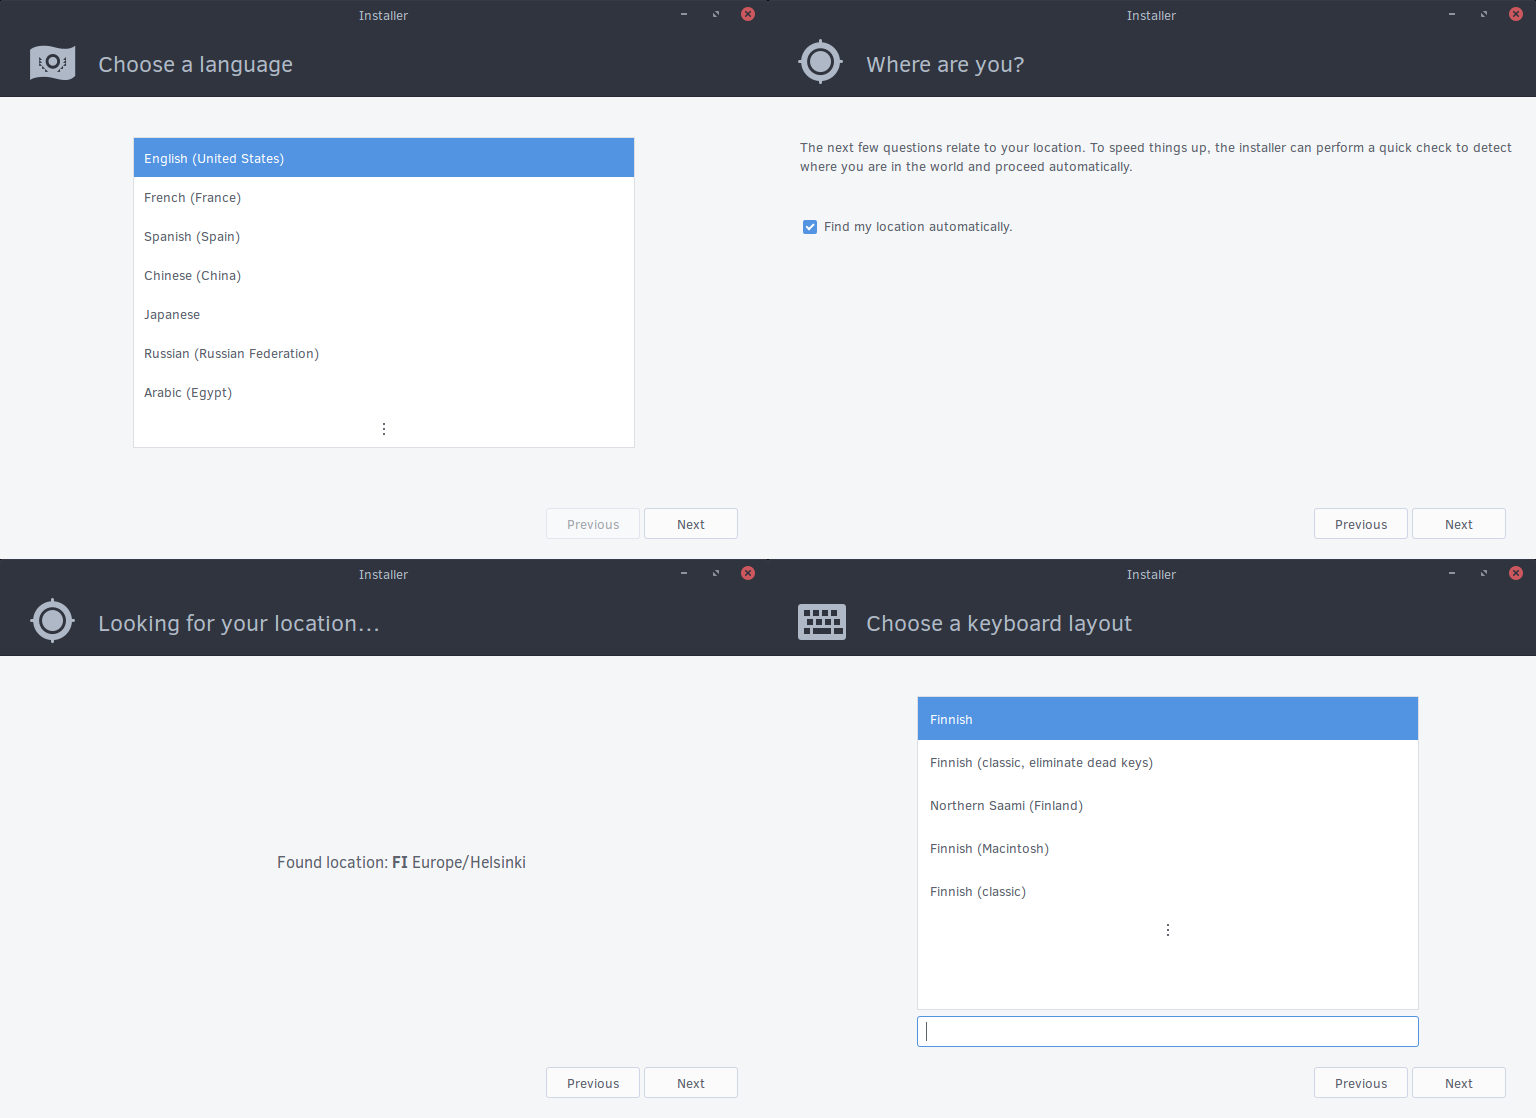 Installer
Choose a language
English (United States)
French (France)
Spanish (Spain)
Chinese (China)
Japanese
Russian (Russian Federation)
Arabic (Egypt)
⋮
Previous
Next
Installer
Where are you?
The next few questions relate to your location. To speed things up, the installer can perform a quick check to detect
where you are in the world and proceed automatically.
Find my location automatically.
Previous
Next
Installer
Looking for your location...
Found location: FI Europe/Helsinki
Previous
Next
Installer
Choose a keyboard layout
Finnish
Finnish (classic, eliminate dead keys)
Northern Saami (Finland)
Finnish (Macintosh)
Finnish (classic)
⋮
Previous
Next